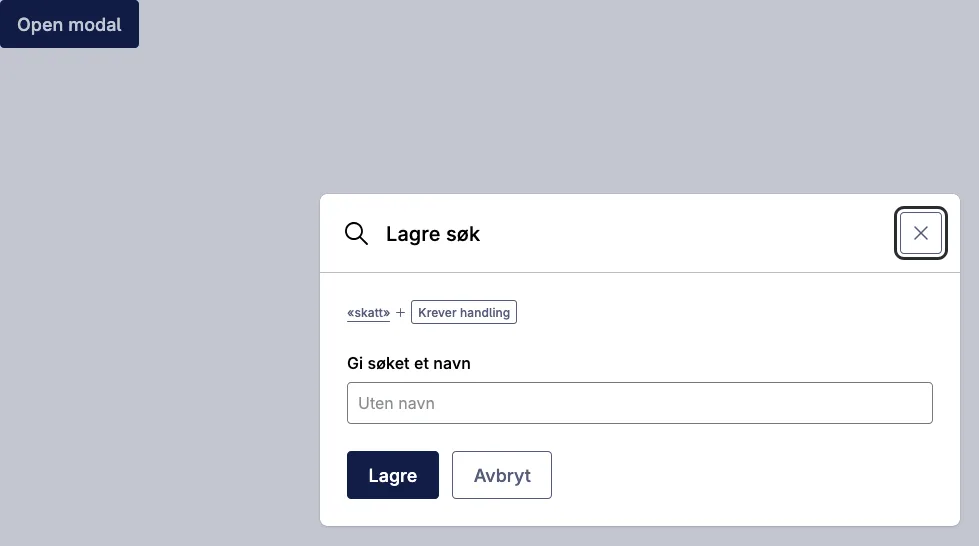 Open modal
Lagre søk
«skatt» + Krever handling
Gi søket et navn
Uten navn
Lagre Avbryt